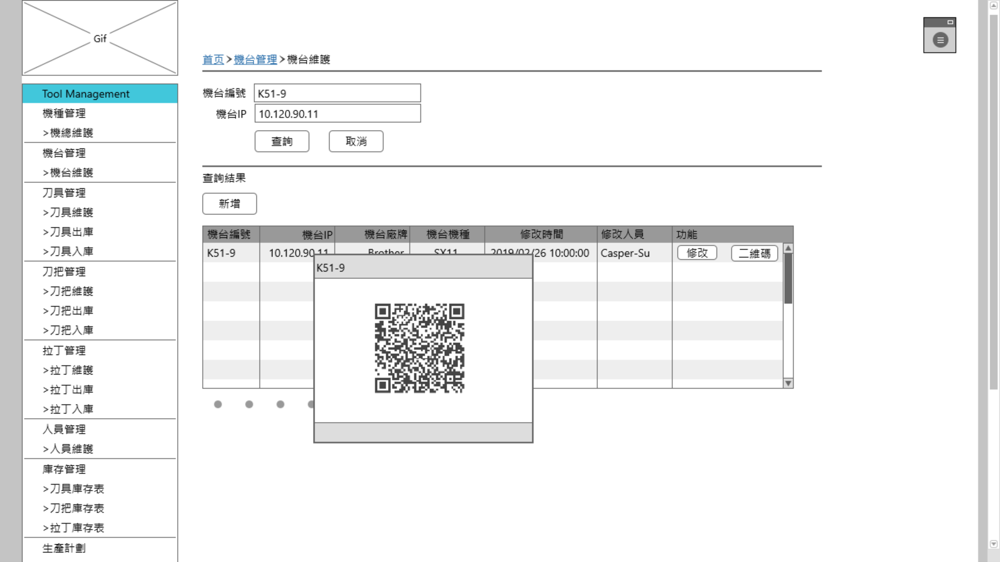 Gif
首页>機台管理>機台維護
Tool Management
機種管理
>機總維護
機台管理
>機台維護
刀具管理
>刀具維護
>刀具出庫
>刀具入庫
刀把管理
>刀把維護
>刀把出庫
>刀把入庫
拉丁管理
>拉丁維護
>拉丁出庫
>拉丁入庫
人員管理
>人員維護
庫存管理
>刀具庫存表
>刀把庫存表
>拉丁庫存表
生產計劃
機台編號 K51-9
機台IP 10.120.90.11
查詢 取消
查詢結果
新增
機台編號 機台IP 機台廠牌 機台機種 修改時間 修改人員 功能
K51-9 10.120.90.11 Brother SX11 2019/02/26 10:00:00 Casper-Su 修改 二維碼
K51-9